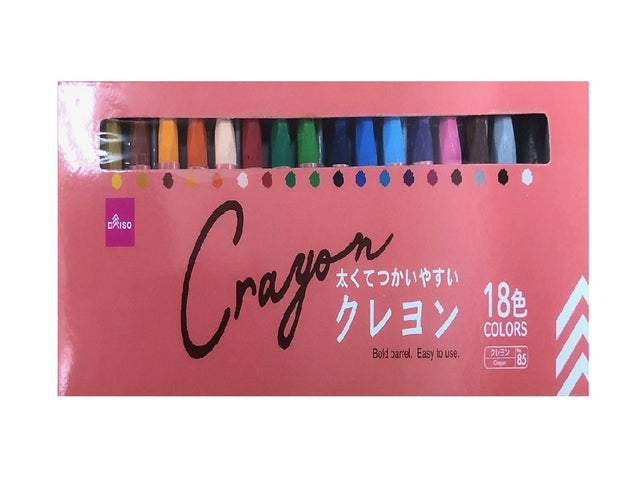 DAISO
Crayon
太くてつかいやすい
クレヨン
Bold barrel. Easy to use.
18色
COLORS
クレヨン
Crayon
No.
85